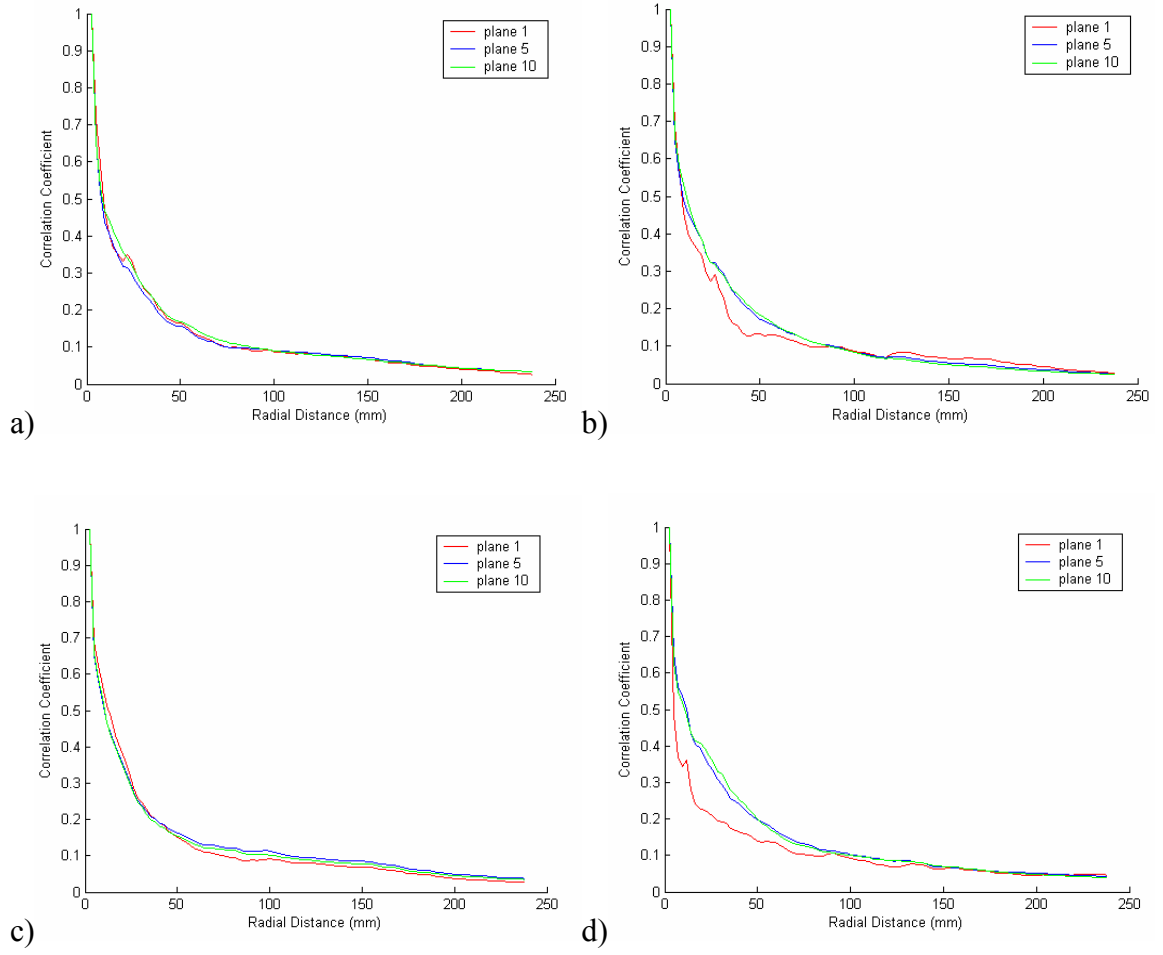 1
0.9
0.8
0.7
0.6
0.5
0.4
0.3
0.2
0.1
0
Correlation Coefficient
0 50 100 150 200 250
Radial Distance (mm)
plane 1
plane 5
plane 10
a)
1
0.9
0.8
0.7
0.6
0.5
0.4
0.3
0.2
0.1
0
Correlation Coefficient
0 50 100 150 200 250
Radial Distance (mm)
plane 1
plane 5
plane 10
b)
1
0.9
0.8
0.7
0.6
0.5
0.4
0.3
0.2
0.1
0
Correlation Coefficient
0 50 100 150 200 250
Radial Distance (mm)
plane 1
plane 5
plane 10
c)
1
0.9
0.8
0.7
0.6
0.5
0.4
0.3
0.2
0.1
0
Correlation Coefficient
0 50 100 150 200 250
Radial Distance (mm)
plane 1
plane 5
plane 10
d)